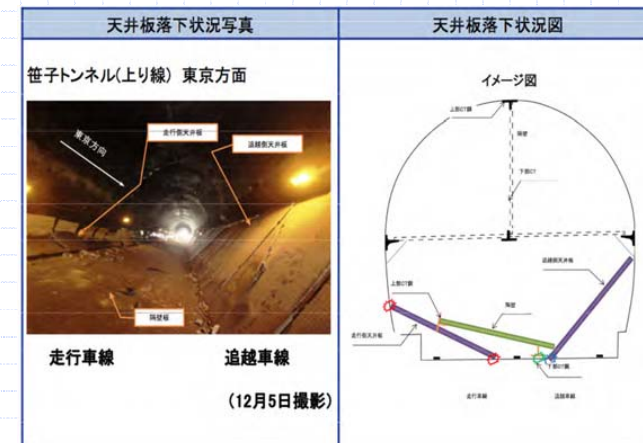 天井板落下状況写真
天井板落下状況図
笹子トンネル(上り線) 東京方面
東京方向
走行側天井板
追越側天井板
隔壁板
走行車線
追越車線
(12月5日撮影)
イメージ図
上部CT鋼
隔壁
下部CT
追越側天井板
上部CT鋼
隔壁
走行側天井板
下部CT鋼
走行車線
追越車線